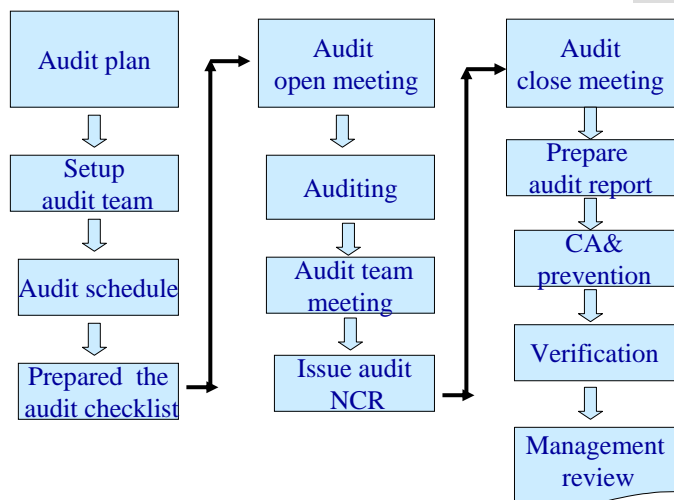 Audit plan
Setup
audit team
Audit schedule
Prepared the
audit checklist
Audit
open meeting
Auditing
Audit team
meeting
Issue audit
NCR
Audit
close meeting
Prepare
audit report
CA&
prevention
Verification
Management
review